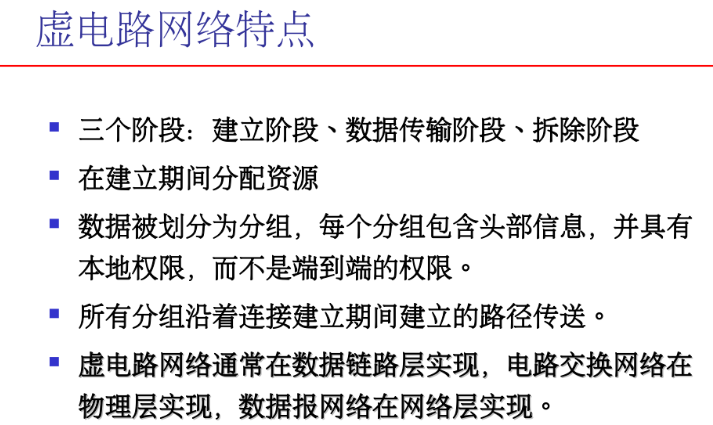 虚电路网络特点
三个阶段：建立阶段、数据传输阶段、拆除阶段
在建立期间分配资源
数据被划分为分组，每个分组包含头部信息，并具有
本地权限，而不是端到端的权限。
所有分组沿着连接建立期间建立的路径传送。
虚电路网络通常在数据链路层实现，电路交换网络在
物理层实现，数据报网络在网络层实现。